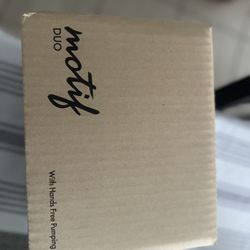 motif
DUO
With Hands Free Pumping